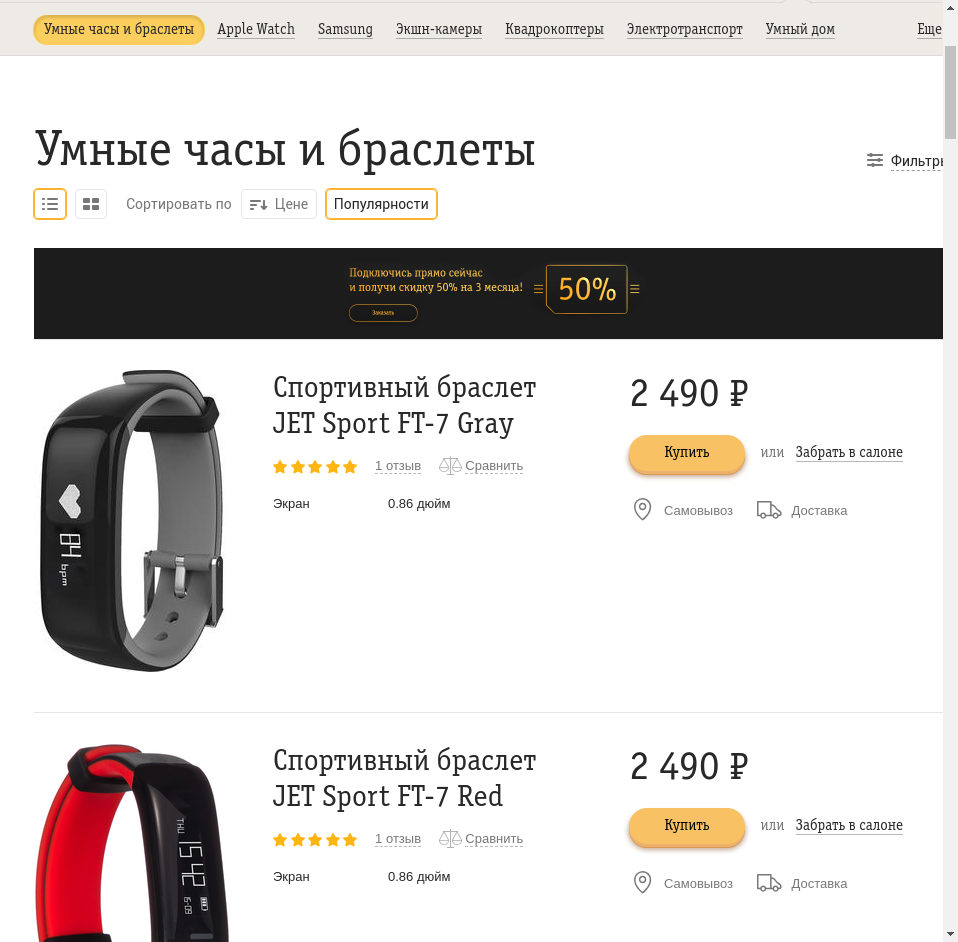 Умные часы и браслеты Apple Watch Samsung Экшн-камеры Квадрокоптеры Электротранспорт Умный дом Еще
Умные часы и браслеты
Фильтры
Сортировать по Цене Популярности
Подключись прямо сейчас
и получи скидку 50% на 3 месяца!
50%
Заказать
Спортивный браслет
JET Sport FT-7 Gray
2 490 ₽
1 отзыв Сравнить
Купить или Забрать в салоне
Экран 0.86 дюйм
Самовывоз Доставка
84
bpm
Спортивный браслет
JET Sport FT-7 Red
2 490 ₽
1 отзыв Сравнить
Купить или Забрать в салоне
Экран 0.86 дюйм
Самовывоз Доставка
THU
15:42